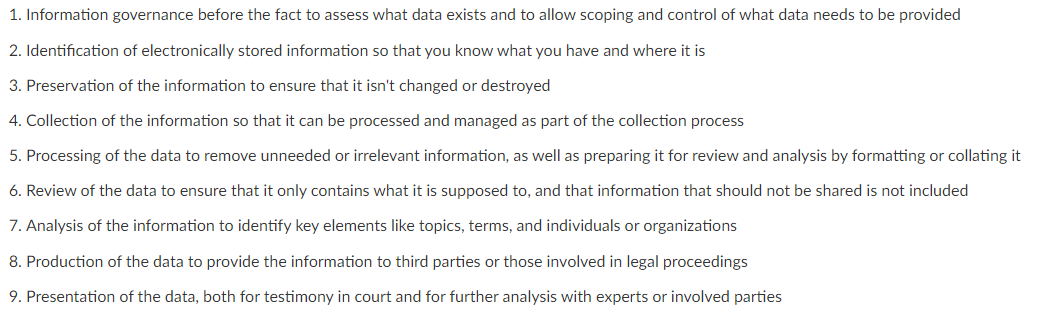 1. Information governance before the fact to assess what data exists and to allow scoping and control of what data needs to be provided
2. Identification of electronically stored information so that you know what you have and where it is
3. Preservation of the information to ensure that it isn't changed or destroyed
4. Collection of the information so that it can be processed and managed as part of the collection process
5. Processing of the data to remove unneeded or irrelevant information, as well as preparing it for review and analysis by formatting or collating it
6. Review of the data to ensure that it only contains what it is supposed to, and that information that should not be shared is not included
7. Analysis of the information to identify key elements like topics, terms, and individuals or organizations
8. Production of the data to provide the information to third parties or those involved in legal proceedings
9. Presentation of the data, both for testimony in court and for further analysis with experts or involved parties